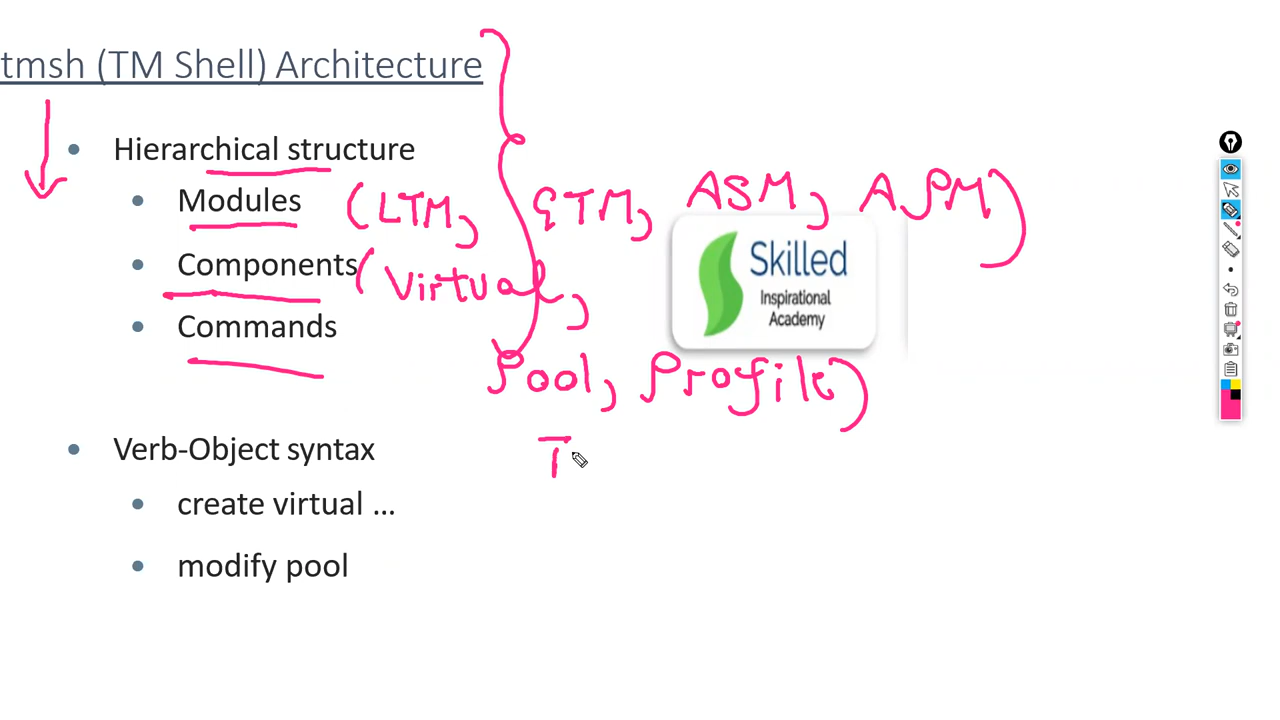 tmsh (TM Shell) Architecture
Hierarchical structure
Modules (LTM, GTM, ASM, APM)
Components (Virtual,
Skilled
Inspirational
Academy
Commands
Pool, Profile)
Verb-Object syntax
T
create virtual ...
modify pool